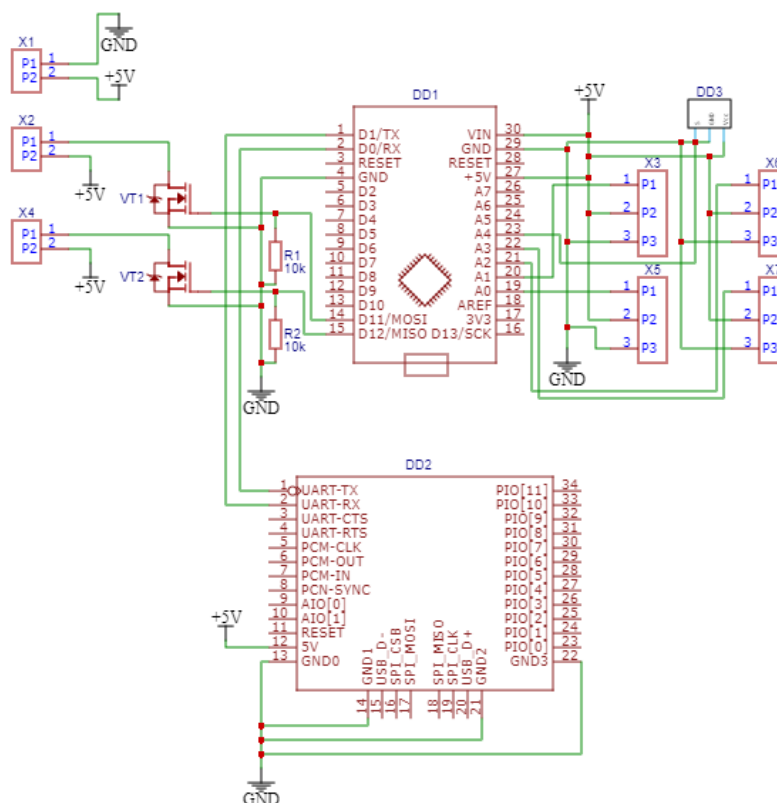 X1
P1 1
P2 2
GND
+5V
X2
P1 1
P2 2
+5V
VT1
X4
P1 1
P2 2
+5V
VT2
R1
10k
R2
10k
GND
DD1
1 D1/TX
2 D0/RX
3 RESET
4 GND
5 D2
6 D3
7 D4
8 D5
9 D6
10 D7
11 D8
12 D9
13 D10
14 D11/MOSI
15 D12/MISO
VIN 30
GND 29
RESET 28
+5V 27
A7 26
A6 25
A5 24
A4 23
A3 22
A2 21
A1 20
A0 19
AREF 18
3V3 17
D13/SCK 16
+5V
GND
DD3
S
GND
Vcc
X3
1 P1
2 P2
3 P3
X5
1 P1
2 P2
3 P3
X6
1 P1
2 P2
3 P3
X7
1 P1
2 P2
3 P3
DD2
1 UART-TX
2 UART-RX
3 UART-CTS
4 UART-RTS
5 PCM-CLK
6 PCM-OUT
7 PCM-IN
8 PCN-SYNC
9 AIO[0]
10 AIO[1]
11 RESET
12 5V
13 GND0
+5V
14 GND1
15 USB_D-
16 SPI_CSB
17 SPI_MOSI
18 SPI_MISO
19 SPI_CLK
20 USB_D+
21 GND2
PIO[11] 34
PIO[10] 33
PIO[9] 32
PIO[8] 31
PIO[7] 30
PIO[6] 29
PIO[5] 28
PIO[4] 27
PIO[3] 26
PIO[2] 25
PIO[1] 24
PIO[0] 23
GND3 22
GND